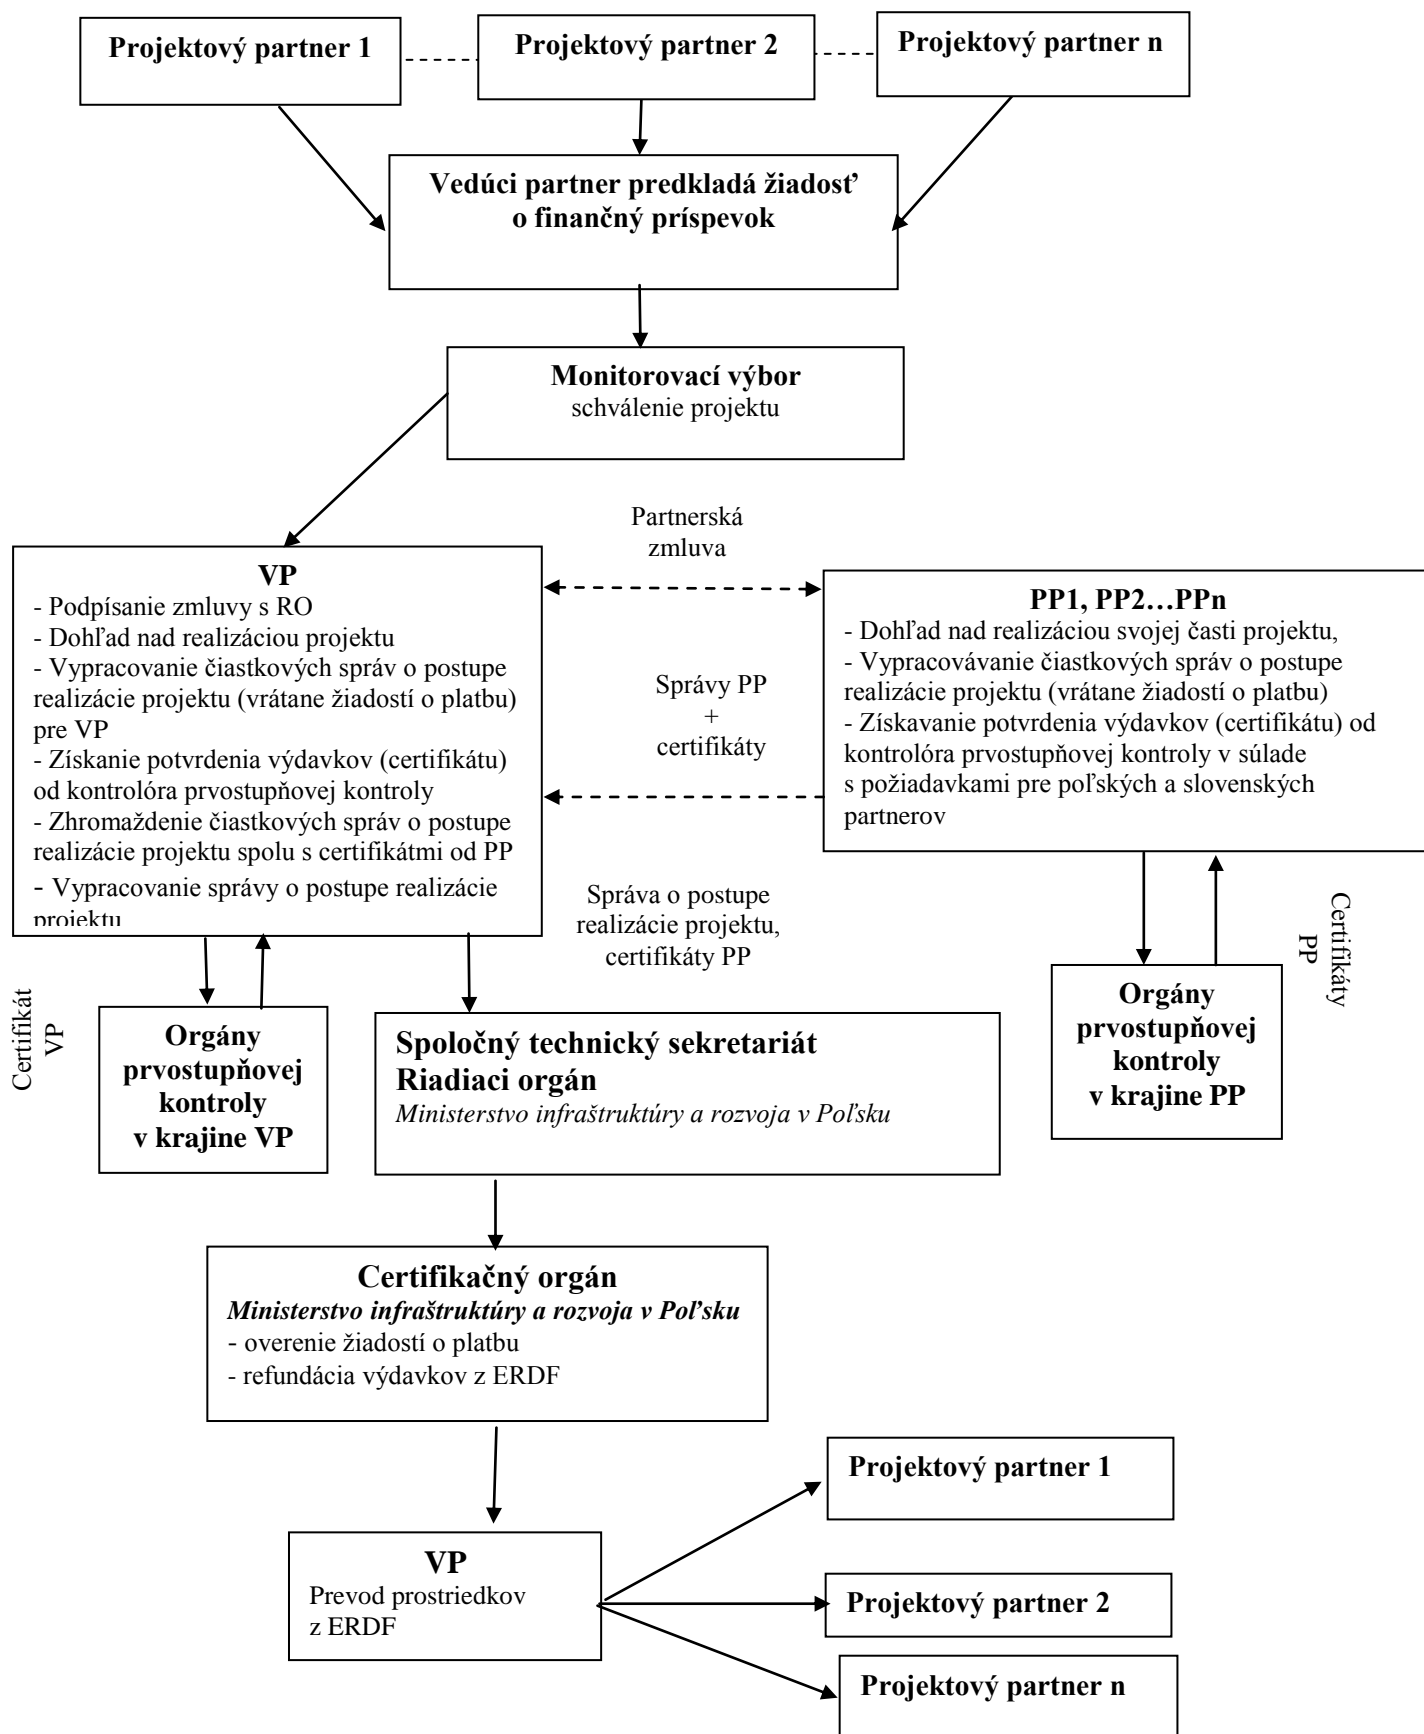 Projektový partner 1
Projektový partner 2
Projektový partner n
Vedúci partner predkladá žiadosť
o finančný príspevok
Monitorovací výbor
schválenie projektu
Partnerská
zmluva
VP
- Podpísanie zmluvy s RO
- Dohľad nad realizáciou projektu
- Vypracovanie čiastkových správ o postupe
realizácie projektu (vrátane žiadostí o platbu)
pre VP
- Získanie potvrdenia výdavkov (certifikátu)
od kontrolóra prvostupňovej kontroly
- Zhromaždenie čiastkových správ o postupe
realizácie projektu spolu s certifikátmi od PP
- Vypracovanie správy o postupe realizácie
projektu
PP1, PP2…PPn
- Dohľad nad realizáciou svojej časti projektu,
- Vypracovávanie čiastkových správ o postupe
realizácie projektu (vrátane žiadostí o platbu)
- Získavanie potvrdenia výdavkov (certifikátu) od
kontrolóra prvostupňovej kontroly v súlade
s požiadavkami pre poľských a slovenských
partnerov
Správy PP
+
certifikáty
Správa o postupe
realizácie projektu,
certifikáty PP
Certifikáty
PP
Certifikát
VP
Orgány
prvostupňovej
kontroly
v krajine VP
Spoločný technický sekretariát
Riadiaci orgán
Ministerstvo infraštruktúry a rozvoja v Poľsku
Orgány
prvostupňovej
kontroly
v krajine PP
Certifikačný orgán
Ministerstvo infraštruktúry a rozvoja v Poľsku
- overenie žiadostí o platbu
- refundácia výdavkov z ERDF
VP
Prevod prostriedkov
z ERDF
Projektový partner 1
Projektový partner 2
Projektový partner n